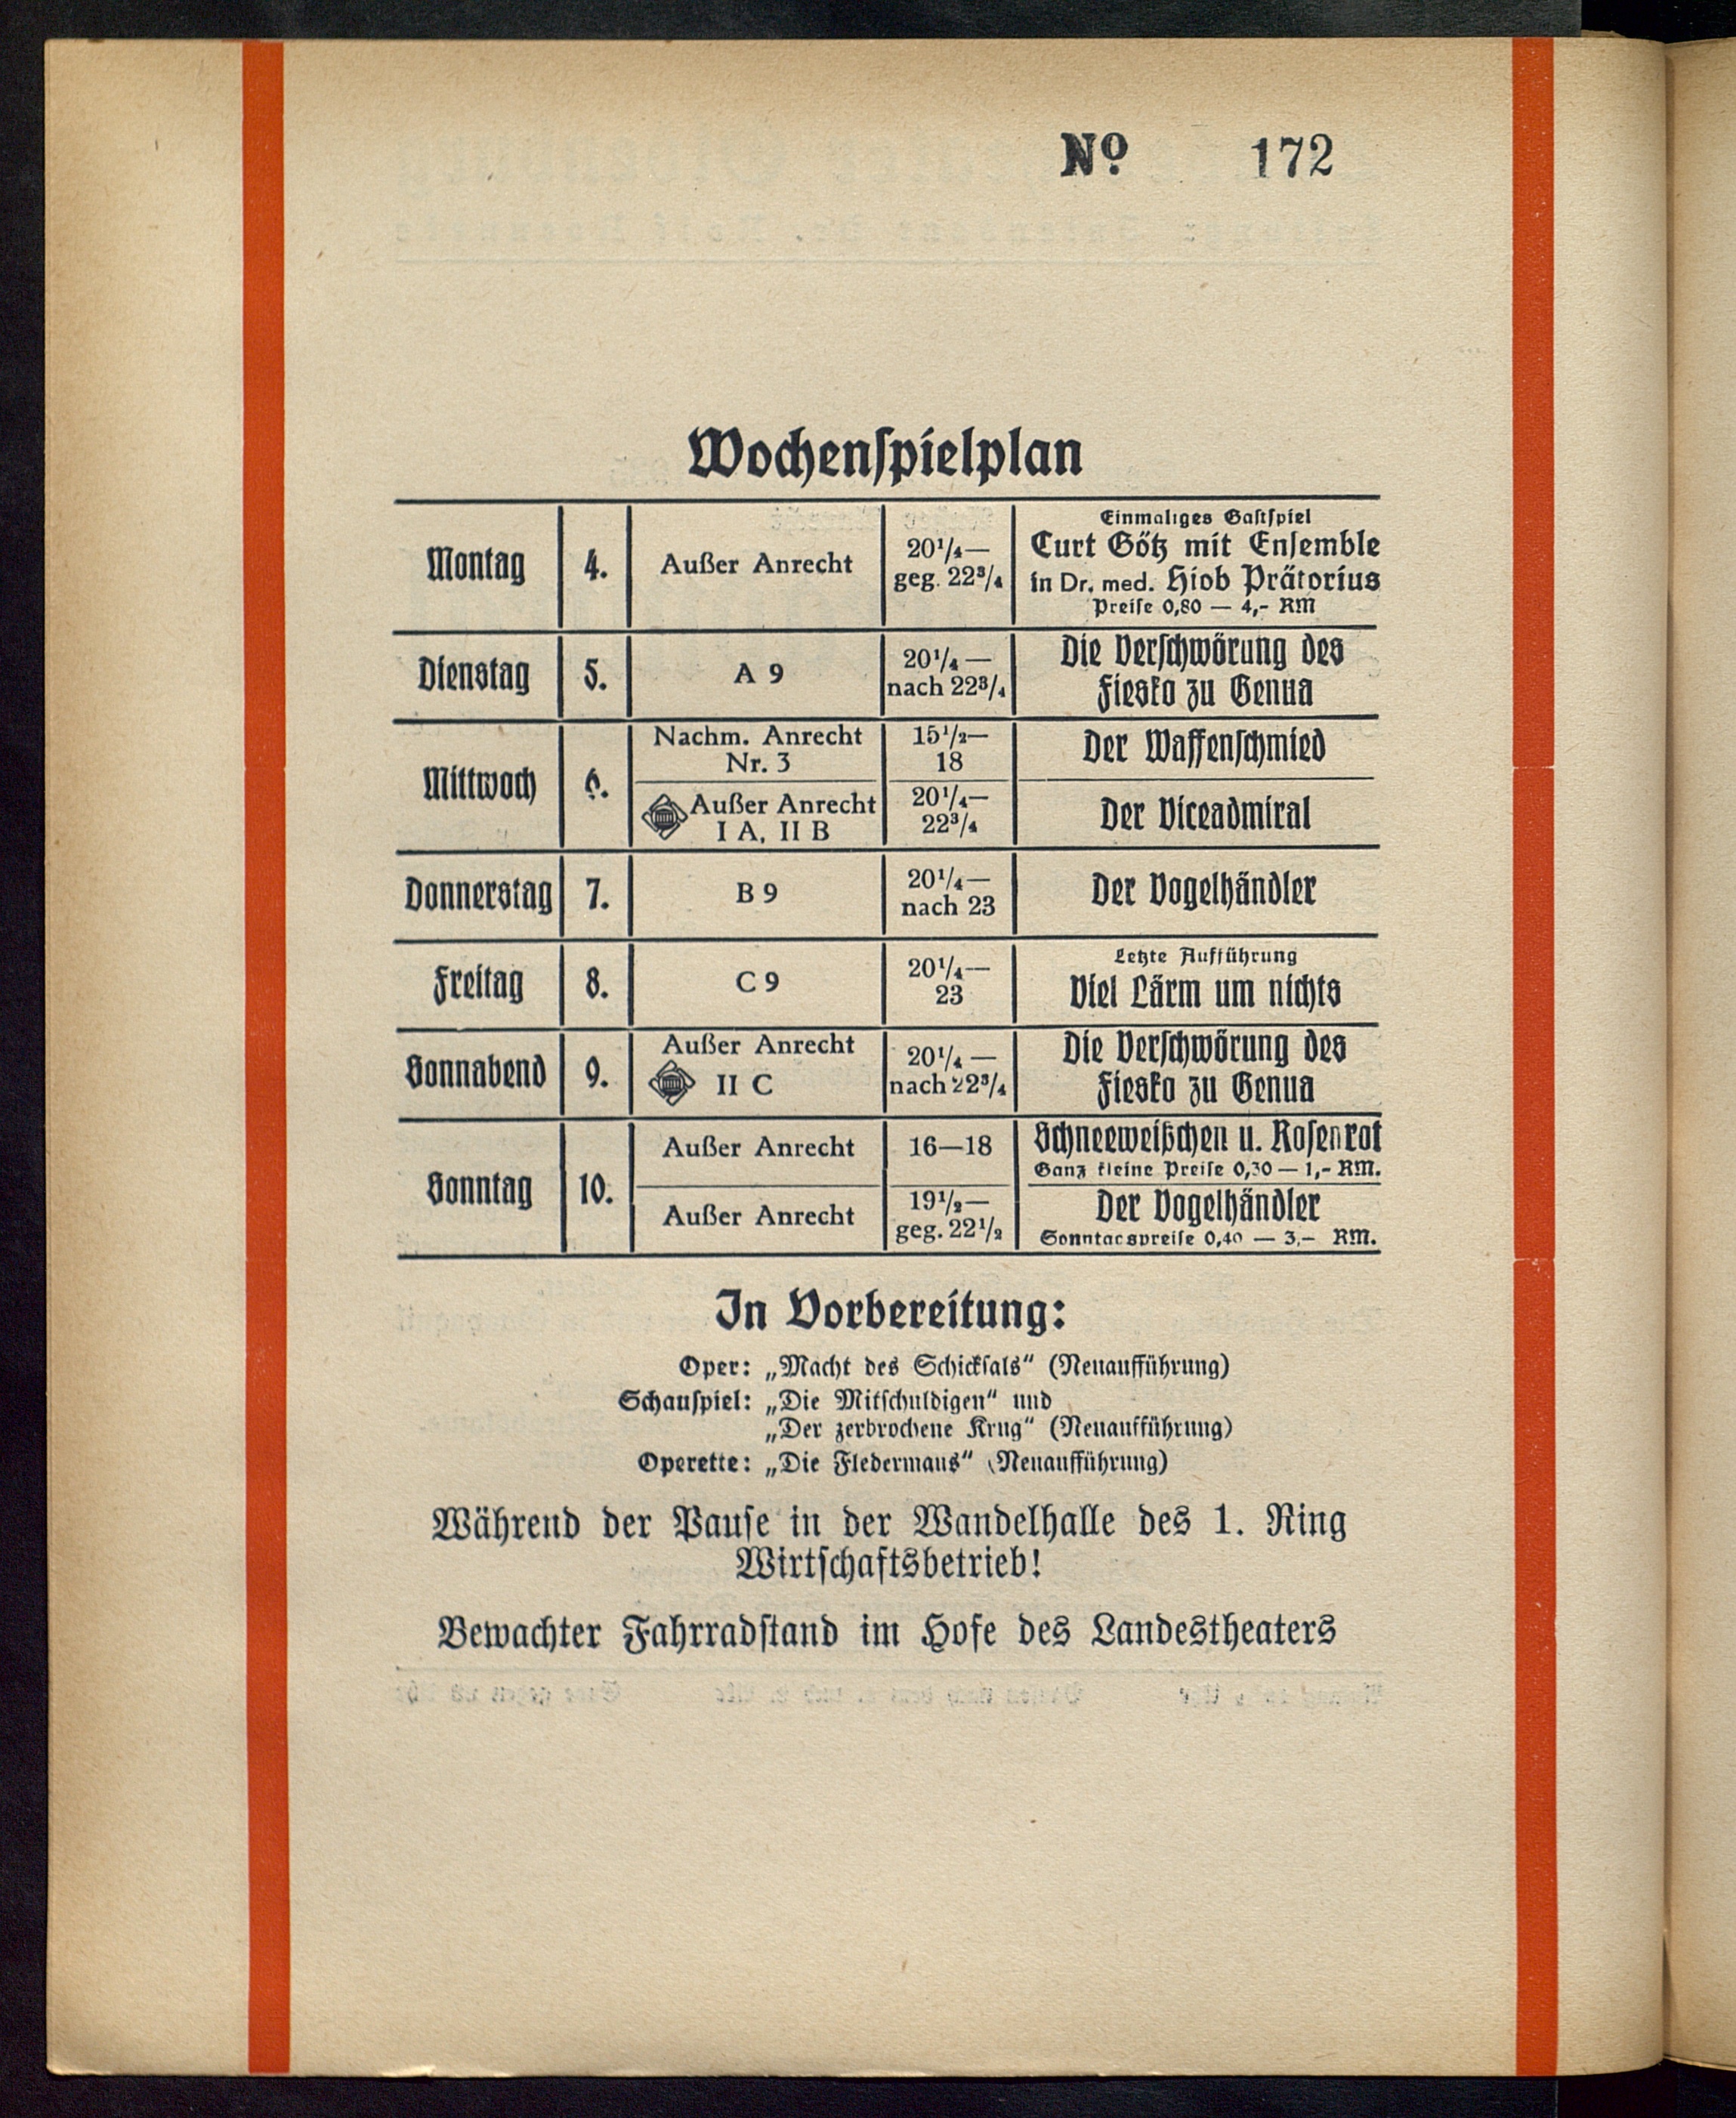 Nº 172
Wochenspielplan
Montag 4. Außer Anrecht 20¹/₄— geg. 22³/₄
Einmaliges Gastspiel
Curt Götz mit Ensemble
in Dr. med. Hiob Prätorius
Preise 0,80 — 4,- RM
Dienstag 5. A 9 20¹/₄— nach 22³/₄
Die Verschwörung des
Fiesko zu Genua
Mittwoch 6.
Nachm. Anrecht Nr. 3 15¹/₂— 18 Der Waffenschmied
Außer Anrecht I A, II B 20¹/₄— 22³/₄ Der Viceadmiral
Donnerstag 7. B 9 20¹/₄— nach 23 Der Vogelhändler
Freitag 8. C 9 20¹/₄— 23
Letzte Aufführung
Viel Lärm um nichts
Sonnabend 9. Außer Anrecht II C 20¹/₄— nach 22³/₄
Die Verschwörung des
Fiesko zu Genua
Sonntag 10.
Außer Anrecht 16—18 Schneeweißchen u. Rosenrot
Ganz kleine Preise 0,30 — 1,- RM.
Außer Anrecht 19¹/₂— geg. 22¹/₂ Der Vogelhändler
Sonntagspreise 0,40 — 3,- RM.
In Vorbereitung:
Oper: „Macht des Schicksals“ (Neuaufführung)
Schauspiel: „Die Mitschuldigen“ und
„Der zerbrochene Krug“ (Neuaufführung)
Operette: „Die Fledermaus“ (Neuaufführung)
Während der Pause in der Wandelhalle des 1. Ring
Wirtschaftsbetrieb!
Bewachter Fahrradstand im Hofe des Landestheaters